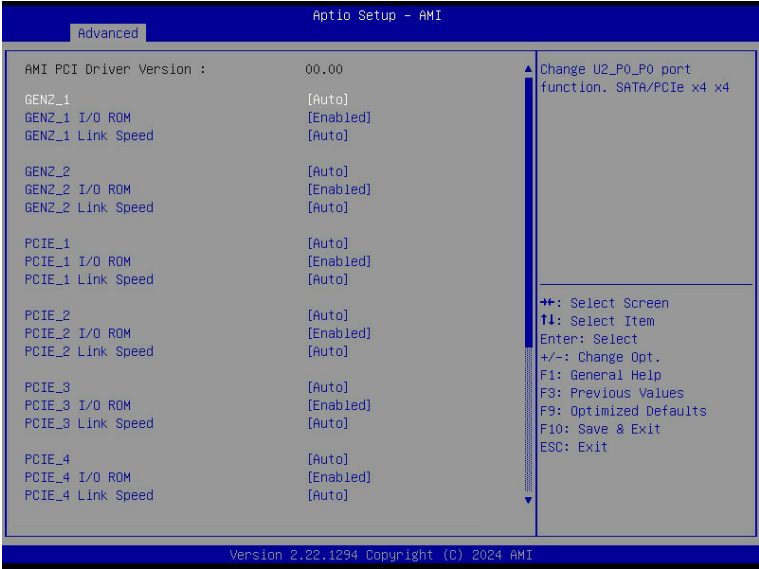 Aptio Setup - AMI
Advanced
AMI PCI Driver Version : 00.00
GENZ_1 [Auto]
GENZ_1 I/O ROM [Enabled]
GENZ_1 Link Speed [Auto]
GENZ_2 [Auto]
GENZ_2 I/O ROM [Enabled]
GENZ_2 Link Speed [Auto]
PCIE_1 [Auto]
PCIE_1 I/O ROM [Enabled]
PCIE_1 Link Speed [Auto]
PCIE_2 [Auto]
PCIE_2 I/O ROM [Enabled]
PCIE_2 Link Speed [Auto]
PCIE_3 [Auto]
PCIE_3 I/O ROM [Enabled]
PCIE_3 Link Speed [Auto]
PCIE_4 [Auto]
PCIE_4 I/O ROM [Enabled]
PCIE_4 Link Speed [Auto]
Change U2_P0_P0 port
function. SATA/PCIe x4 x4
→←: Select Screen
↑↓: Select Item
Enter: Select
+/-: Change Opt.
F1: General Help
F3: Previous Values
F9: Optimized Defaults
F10: Save & Exit
ESC: Exit
Version 2.22.1294 Copyright (C) 2024 AMI